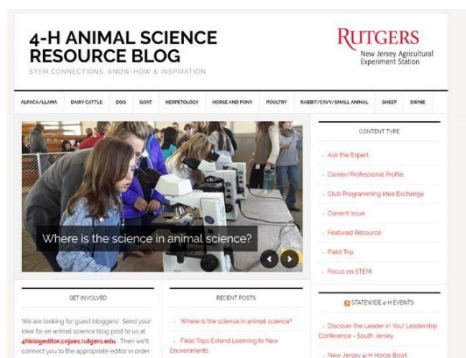 4-H ANIMAL SCIENCE
RESOURCE BLOG
STEM CONNECTIONS, KNOW-HOW & INSPIRATION
RUTGERS
New Jersey Agricultural
Experiment Station
ALPACA/LLAMA DAIRY CATTLE DOG GOAT HERPETOLOGY HORSE AND PONY POULTRY RABBIT/CAVY/SMALL ANIMAL SHEEP SWINE
Where is the science in animal science?
GET INVOLVED
We are looking for guest bloggers! Send your
idea for an animal science blog post to us at
4hblogeditor@njaes.rutgers.edu. Then we'll
connect you to the appropriate editor in order
RECENT POSTS
Where is the science in animal science?
Field Trips Extend Learning to New
Environments
CONTENT TYPE
Ask the Expert
Career/Professional Profile
Club Programming Idea Exchange
Current Issue
Featured Resource
Field Trip
Focus on STEM
STATEWIDE 4-H EVENTS
Discover the Leader in You! Leadership
Conference - South Jersey
New Jersey 4-H Horse Bowl